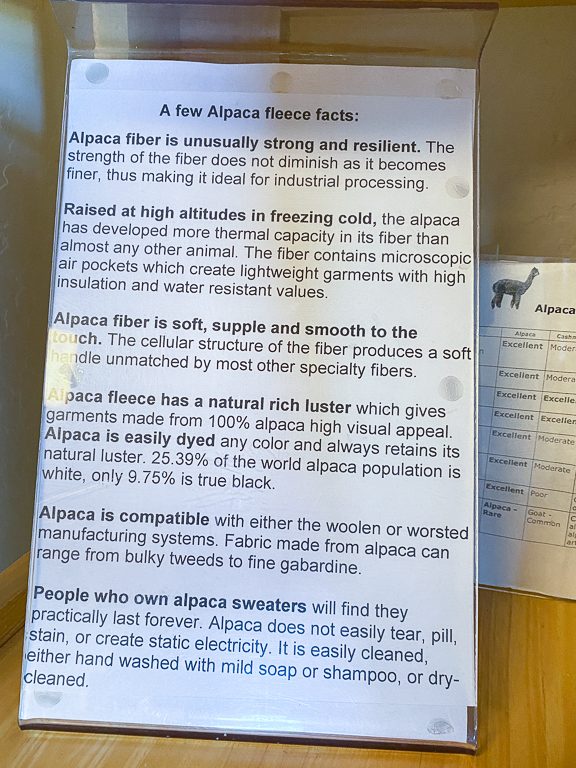 A few Alpaca fleece facts:
Alpaca fiber is unusually strong and resilient. The
strength of the fiber does not diminish as it becomes
finer, thus making it ideal for industrial processing.
Raised at high altitudes in freezing cold, the alpaca
has developed more thermal capacity in its fiber than
almost any other animal. The fiber contains microscopic
air pockets which create lightweight garments with high
insulation and water resistant values.
Alpaca fiber is soft, supple and smooth to the
touch. The cellular structure of the fiber produces a soft
handle unmatched by most other specialty fibers.
Alpaca fleece has a natural rich luster which gives
garments made from 100% alpaca high visual appeal.
Alpaca is easily dyed any color and always retains its
natural luster. 25.39% of the world alpaca population is
white, only 9.75% is true black.
Alpaca is compatible with either the woolen or worsted
manufacturing systems. Fabric made from alpaca can
range from bulky tweeds to fine gabardine.
People who own alpaca sweaters will find they
practically last forever. Alpaca does not easily tear, pill,
stain, or create static electricity. It is easily cleaned,
either hand washed with mild soap or shampoo, or dry-
cleaned.
Alpaca
Alpaca Cashm
Excellent Moder
Excellent Modera
Excellent Excelle
Excellent Excellen
Excellent Moderate
Excellent Moderate
Excellent Poor
Alpaca - Goat -
Rare Common